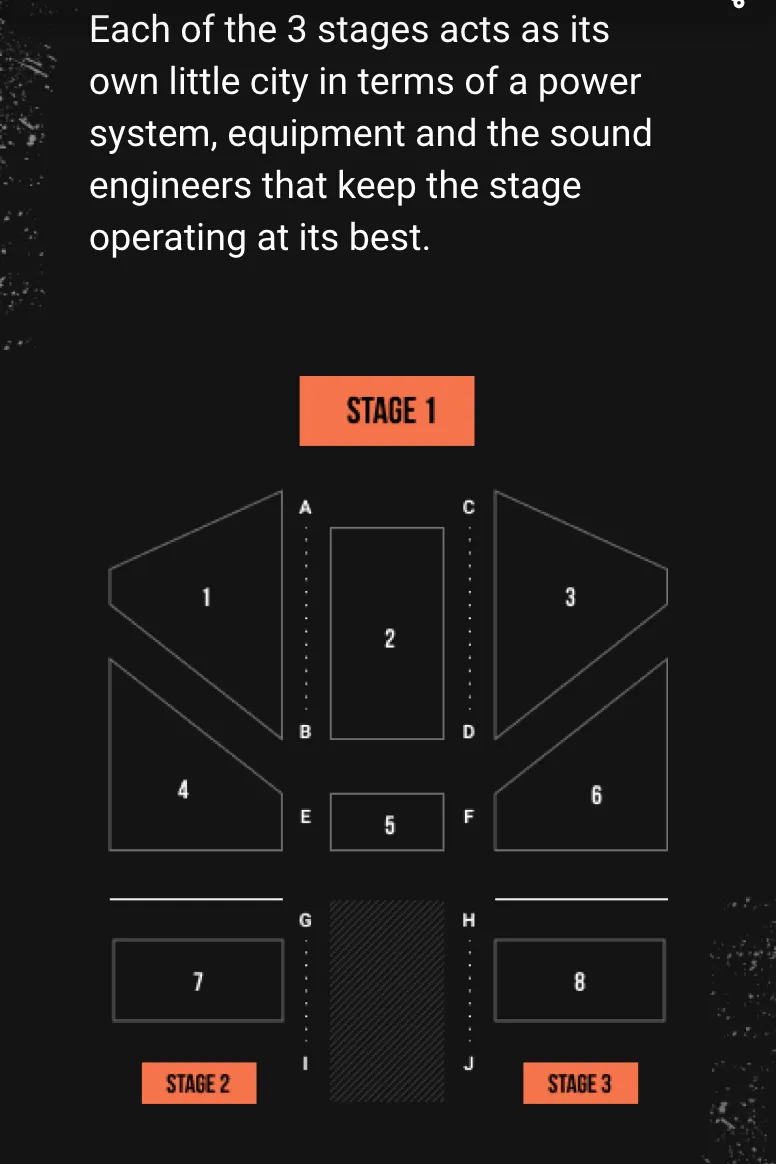 Each of the 3 stages acts as its
own little city in terms of a power
system, equipment and the sound
engineers that keep the stage
operating at its best.
STAGE 1
A
C
1
2
3
B
D
4
E
5
F
6
G
H
7
8
I
J
STAGE 2
STAGE 3